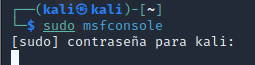 ┌──(kali㉿kali)-[~]
└─$ sudo msfconsole
[sudo] contraseña para kali: